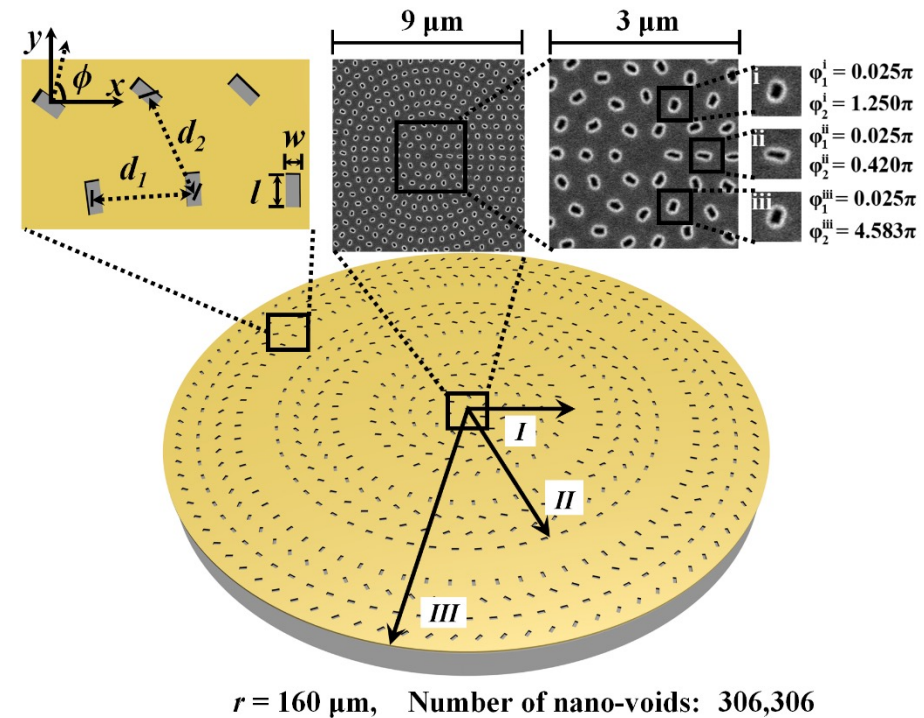 9 μm
3 μm
y
ϕ
x
d₁
d₂
w
l
i
ii
iii
φ₁ⁱ = 0.025π
φ₂ⁱ = 1.250π
φ₁ⁱⁱ = 0.025π
φ₂ⁱⁱ = 0.420π
φ₁ⁱⁱⁱ = 0.025π
φ₂ⁱⁱⁱ = 4.583π
I
II
III
r = 160 μm, Number of nano-voids: 306,306